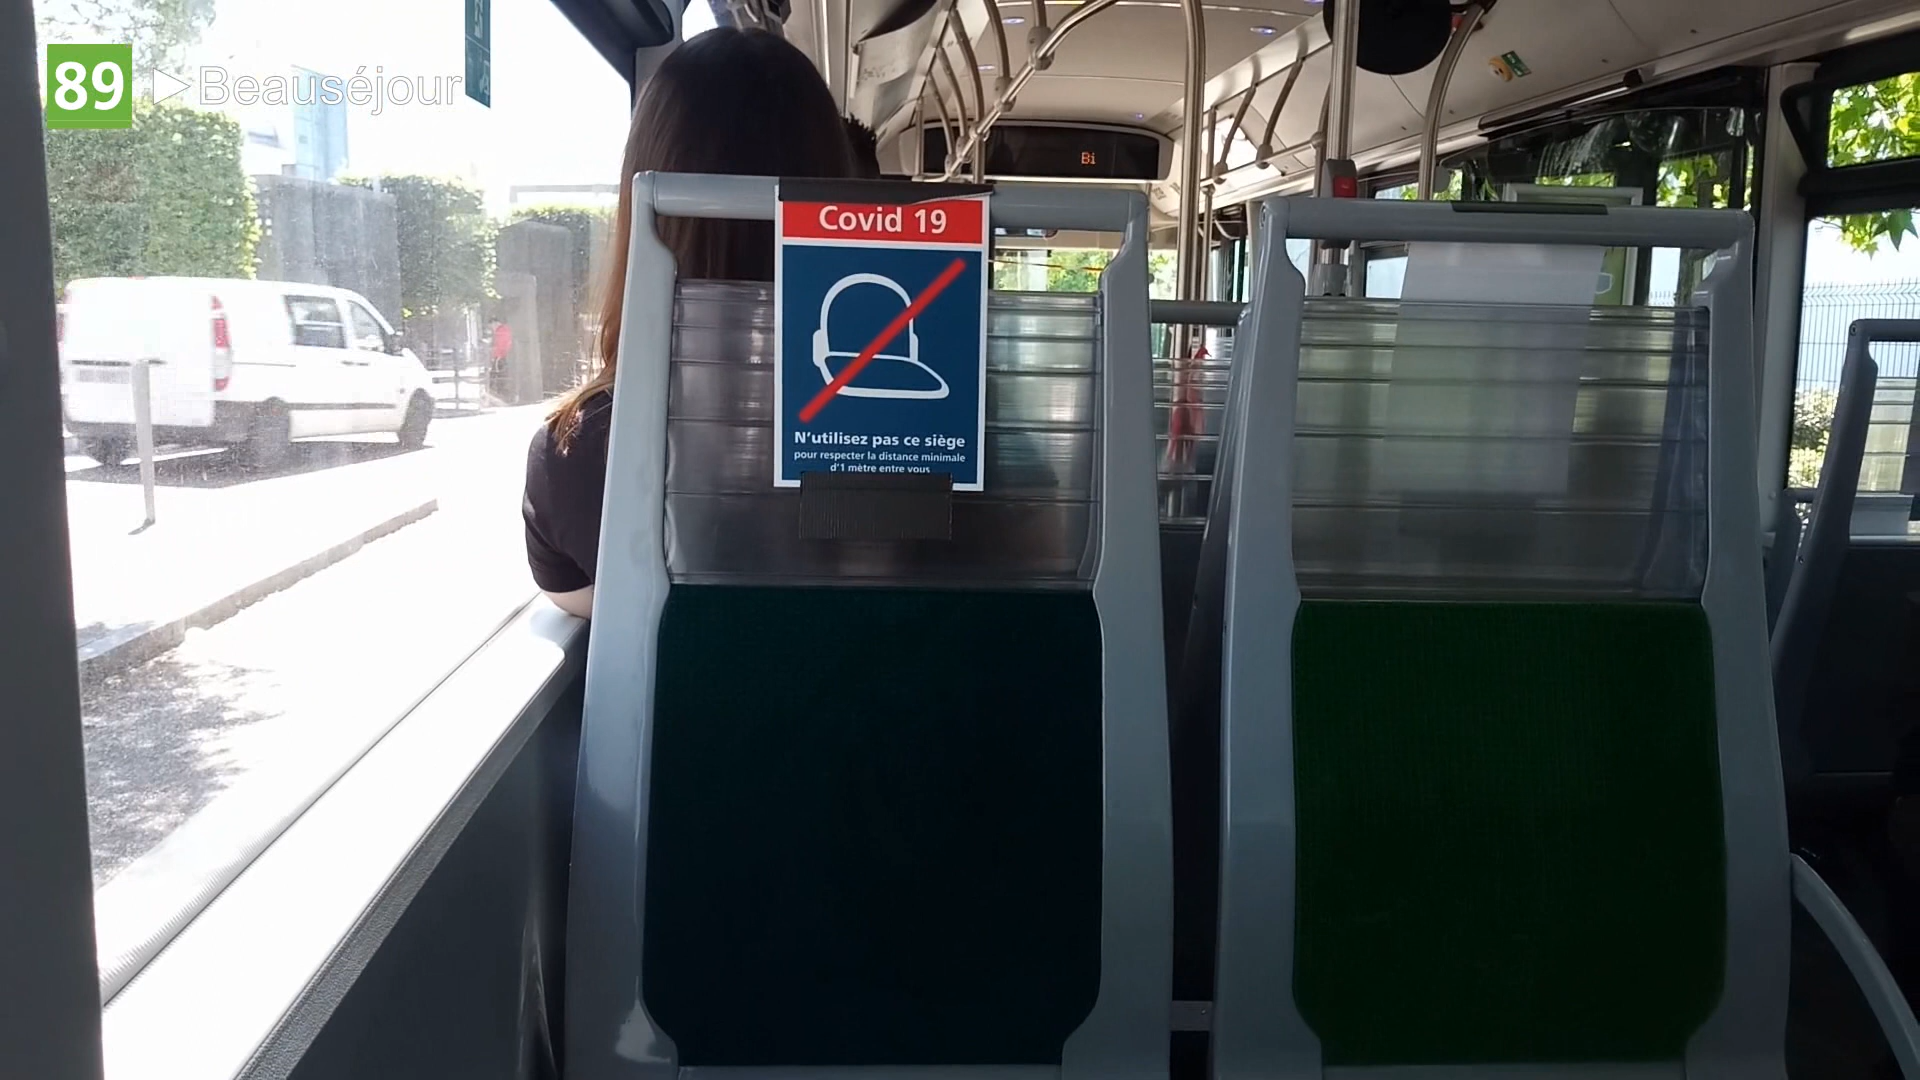 89 ►Beauséjour
Bi
Covid 19
N'utilisez pas ce siège
pour respecter la distance minimale
d'1 mètre entre vous